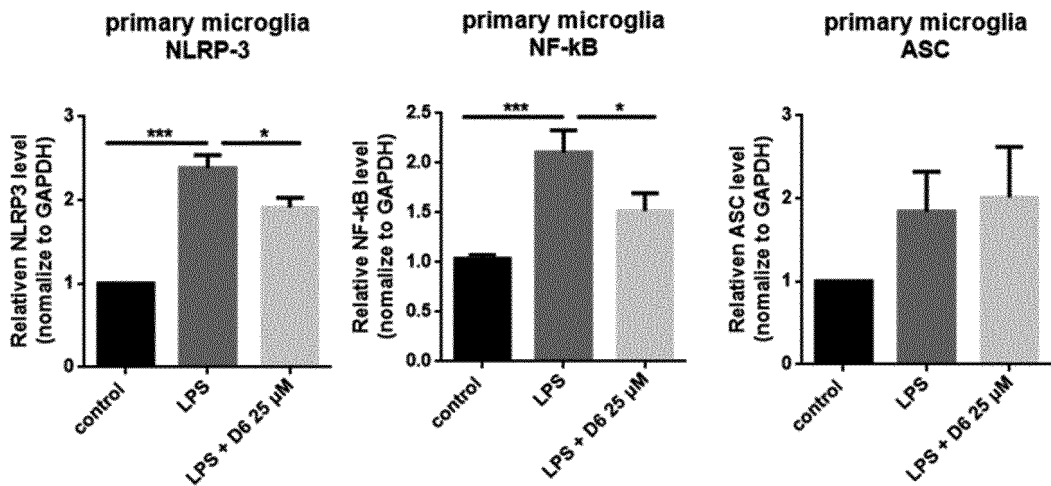 primary microglia
NLRP-3
Relativen NLRP3 level
(nomalize to GAPDH)
3
2
1
0
***
*
control
LPS
LPS + D6 25 µM
primary microglia
NF-kB
Relative NF-kB level
(nomalize to GAPDH)
2.5
2.0
1.5
1.0
0.5
0.0
***
*
control
LPS
LPS + D6 25 µM
primary microglia
ASC
Relativen ASC level
(nomalize to GAPDH)
3
2
1
0
control
LPS
LPS + D6 25 µM